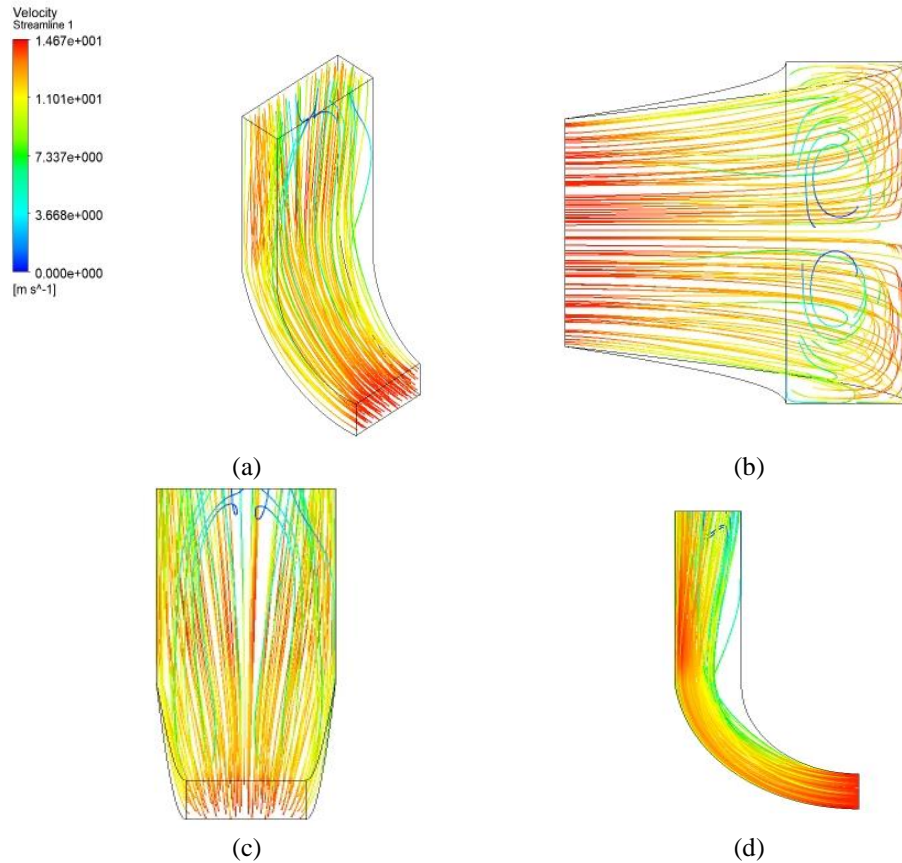 Velocity
Streamline 1
1.467e+001
1.101e+001
7.337e+000
3.668e+000
0.000e+000
[m s^-1]
(a)
(b)
(c)
(d)